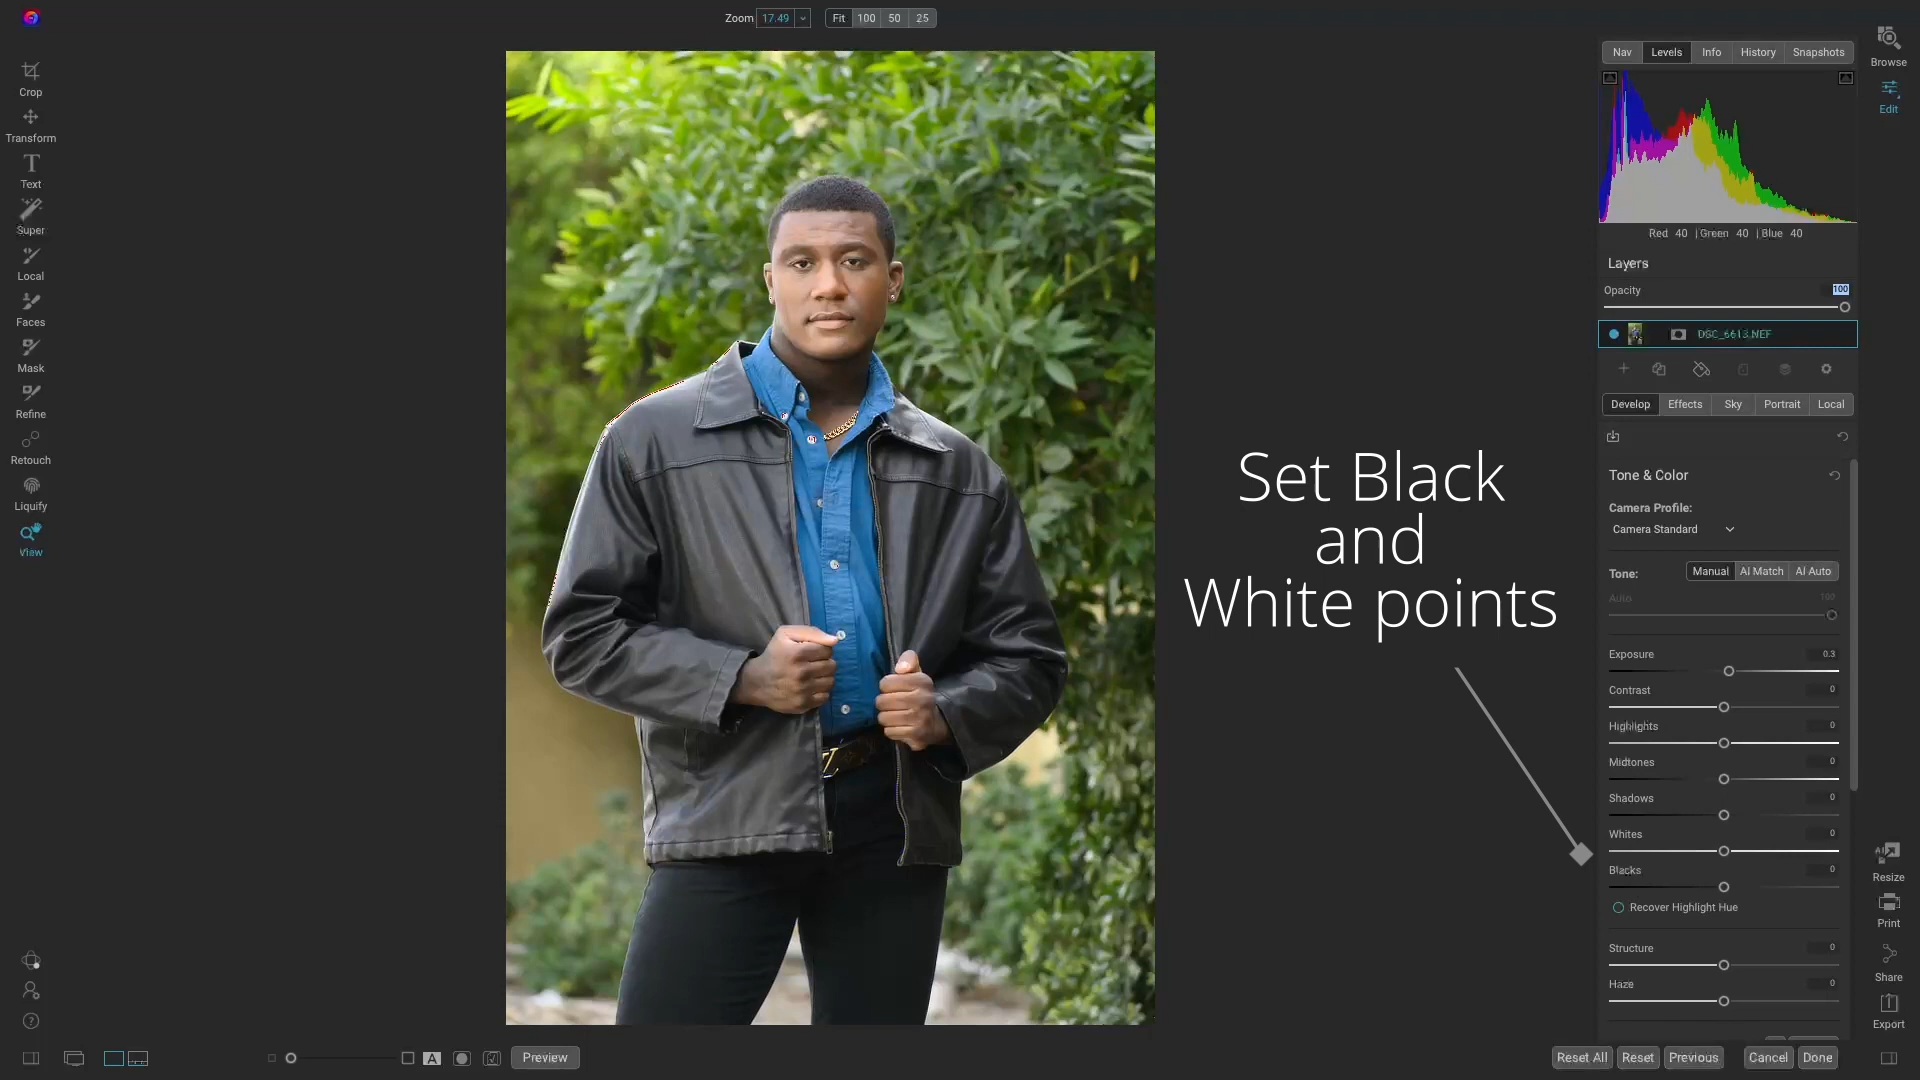 Zoom 17.49 Fit 100 50 25
Crop
Transform
Text
Super
Local
Faces
Mask
Refine
Retouch
Liquify
View
Set Black
and
White points
Nav Levels Info History Snapshots
Red 40 | Green 40 | Blue 40
Layers
Opacity 100
DSC_6613.NEF
Develop Effects Sky Portrait Local
Tone & Color
Camera Profile:
Camera Standard
Tone: Manual AI Match AI Auto
Auto 100
Exposure 0.3
Contrast 0
Highlights 0
Midtones 0
Shadows 0
Whites 0
Blacks 0
Recover Highlight Hue
Structure 0
Haze 0
Browse
Edit
AI
Resize
Print
Share
Export
A Preview
Reset All Reset Previous Cancel Done